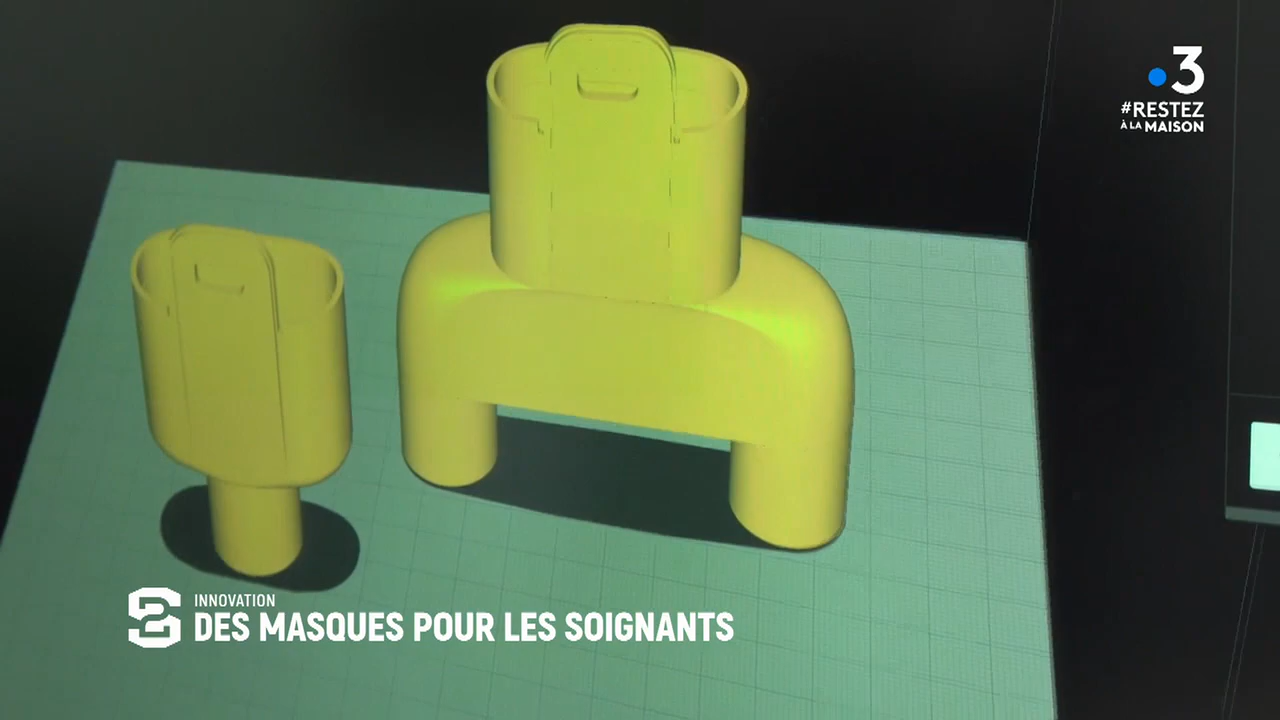 3
#RESTEZ
À LA MAISON
INNOVATION
DES MASQUES POUR LES SOIGNANTS